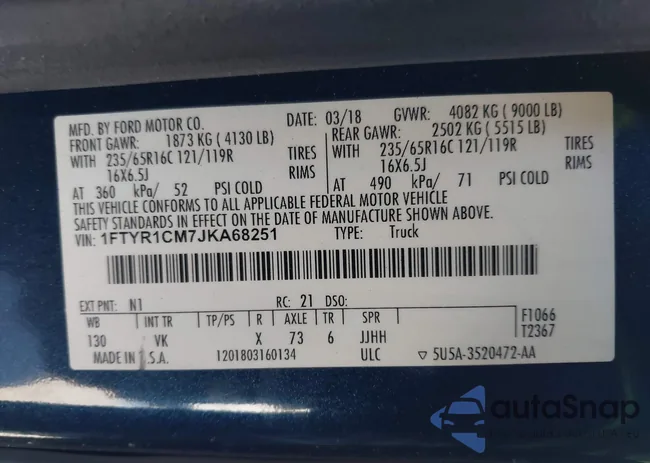 MFD. BY FORD MOTOR CO. DATE: 03/18 GVWR: 4082 KG ( 9000 LB)
FRONT GAWR: 1873 KG ( 4130 LB) REAR GAWR: 2502 KG ( 5515 LB)
WITH 235/65R16C 121/119R TIRES WITH 235/65R16C 121/119R TIRES
16X6.5J RIMS 16X6.5J RIMS
AT 360 kPa/ 52 PSI COLD AT 490 kPa/ 71 PSI COLD
THIS VEHICLE CONFORMS TO ALL APPLICABLE FEDERAL MOTOR VEHICLE
SAFETY STANDARDS IN EFFECT ON THE DATE OF MANUFACTURE SHOWN ABOVE.
VIN: 1FTYR1CM7JKA68251 TYPE: Truck
EXT PNT: N1 RC: 21 DSO:
WB INT TR TP/PS R AXLE TR SPR F1066
130 VK X 73 6 JJHH T2367
MADE IN U.S.A. 1201803160134 ULC ▽ 5U5A-3520472-AA
autoSnap